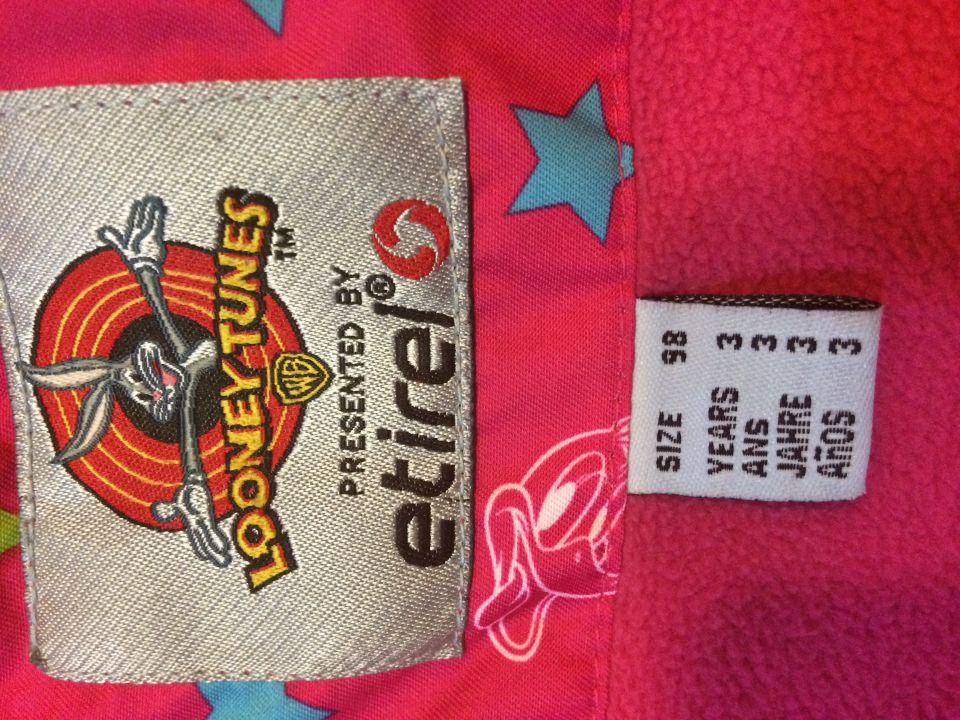 LOONEY TUNES
TM
WB
PRESENTED BY
etirel®
SIZE 98
YEARS 3
ANS 3
JAHRE 3
AÑOS 3